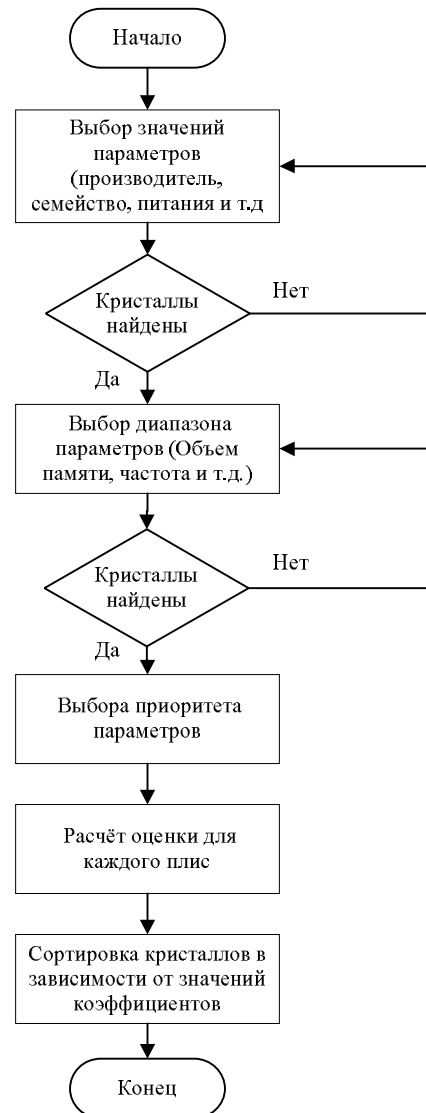 Начало
Выбор значений
параметров
(производитель,
семейство, питания и т.д
Кристаллы
найдены
Нет
Да
Выбор диапазона
параметров (Объем
памяти, частота и т.д.)
Кристаллы
найдены
Нет
Да
Выбора приоритета
параметров
Расчёт оценки для
каждого плис
Сортировка кристаллов в
зависимости от значений
коэффициентов
Конец